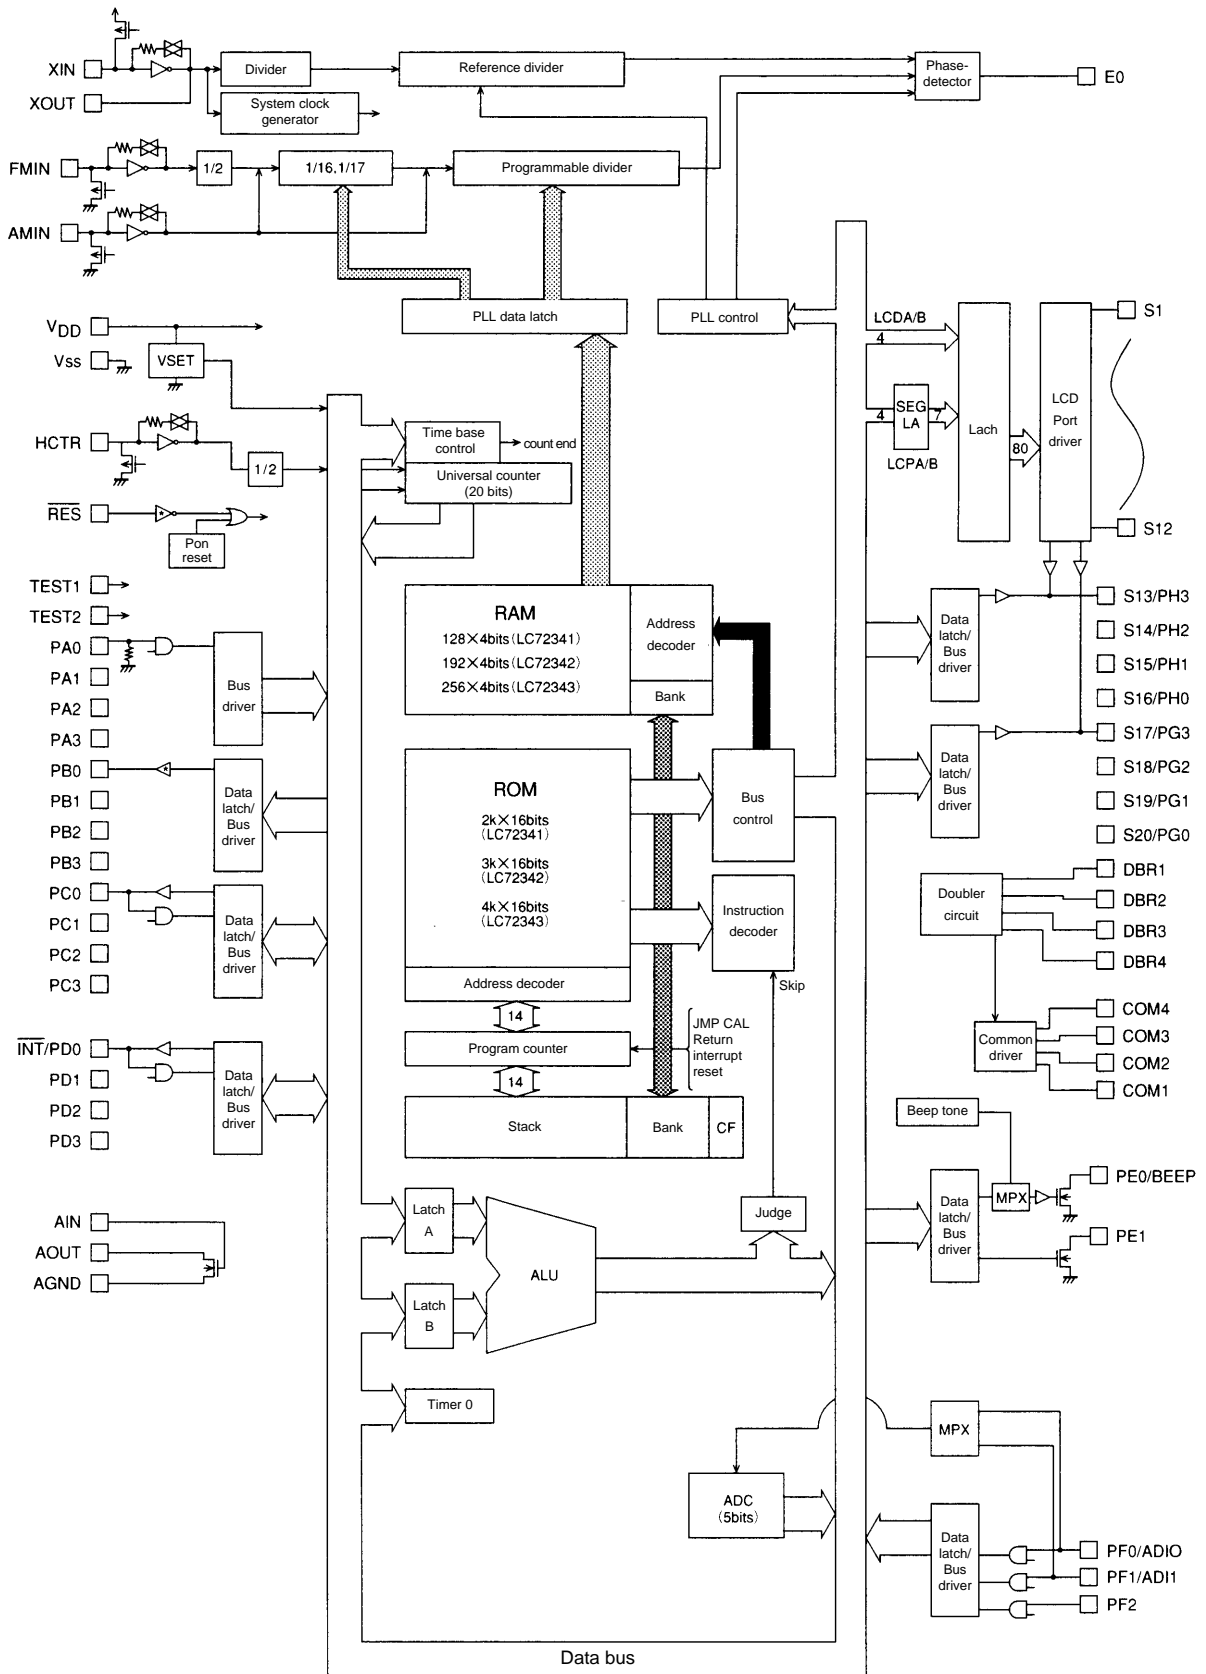 XIN
XOUT
Divider
Reference divider
Phase-
detector
E0
System clock
generator
FMIN
1/2
1/16,1/17
Programmable divider
AMIN
PLL data latch
PLL control
VDD
Vss
VSET
LCDA/B
4
4
SEG
LA
7
LCPA/B
Lach
80
LCD
Port
driver
S1
S12
HCTR
1/2
Time base
control
count end
Universal counter
(20 bits)
RES
*
Pon
reset
TEST1
TEST2
PA0
PA1
PA2
PA3
Bus
driver
PB0
PB1
PB2
PB3
*
Data
latch/
Bus
driver
PC0
PC1
PC2
PC3
Data
latch/
Bus
driver
INT/PD0
PD1
PD2
PD3
Data
latch/
Bus
driver
AIN
AOUT
AGND
RAM
128×4bits(LC72341)
192×4bits(LC72342)
256×4bits(LC72343)
Address
decoder
Bank
ROM
2k×16bits
(LC72341)
3k×16bits
(LC72342)
4k×16bits
(LC72343)
Address decoder
Bus
control
Instruction
decoder
Skip
14
Program counter
JMP CAL
Return
interrupt
reset
14
Stack
Bank
CF
Latch
A
Latch
B
ALU
Judge
Timer 0
ADC
(5bits)
Data bus
Data
latch/
Bus
driver
S13/PH3
S14/PH2
S15/PH1
S16/PH0
Data
latch/
Bus
driver
S17/PG3
S18/PG2
S19/PG1
S20/PG0
Doubler
circuit
DBR1
DBR2
DBR3
DBR4
Common
driver
COM4
COM3
COM2
COM1
Beep tone
Data
latch/
Bus
driver
MPX
PE0/BEEP
PE1
MPX
Data
latch/
Bus
driver
PF0/ADIO
PF1/ADI1
PF2